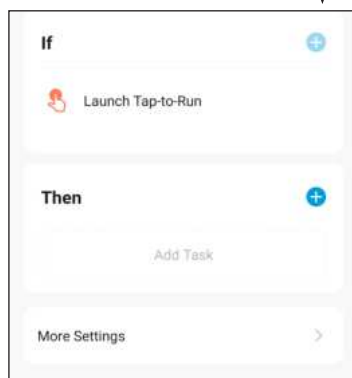 If
Launch Tap-to-Run
Then
Add Task
More Settings